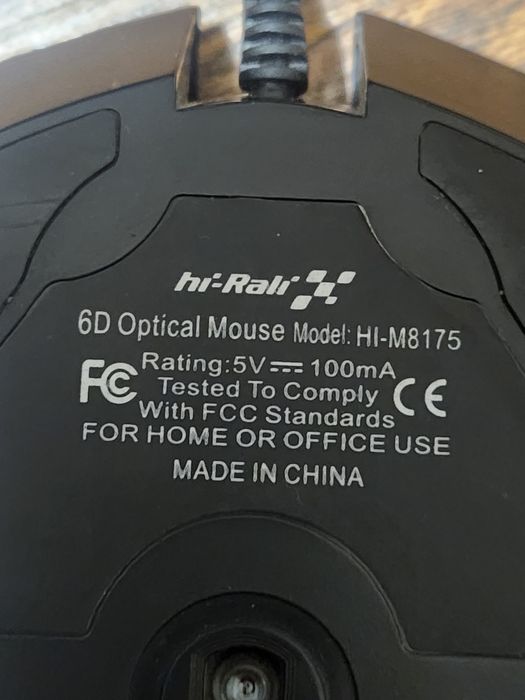 hi-Rali
6D Optical Mouse Model: HI-M8175
Rating:5V⎓100mA
FC Tested To Comply CE
With FCC Standards
FOR HOME OR OFFICE USE
MADE IN CHINA